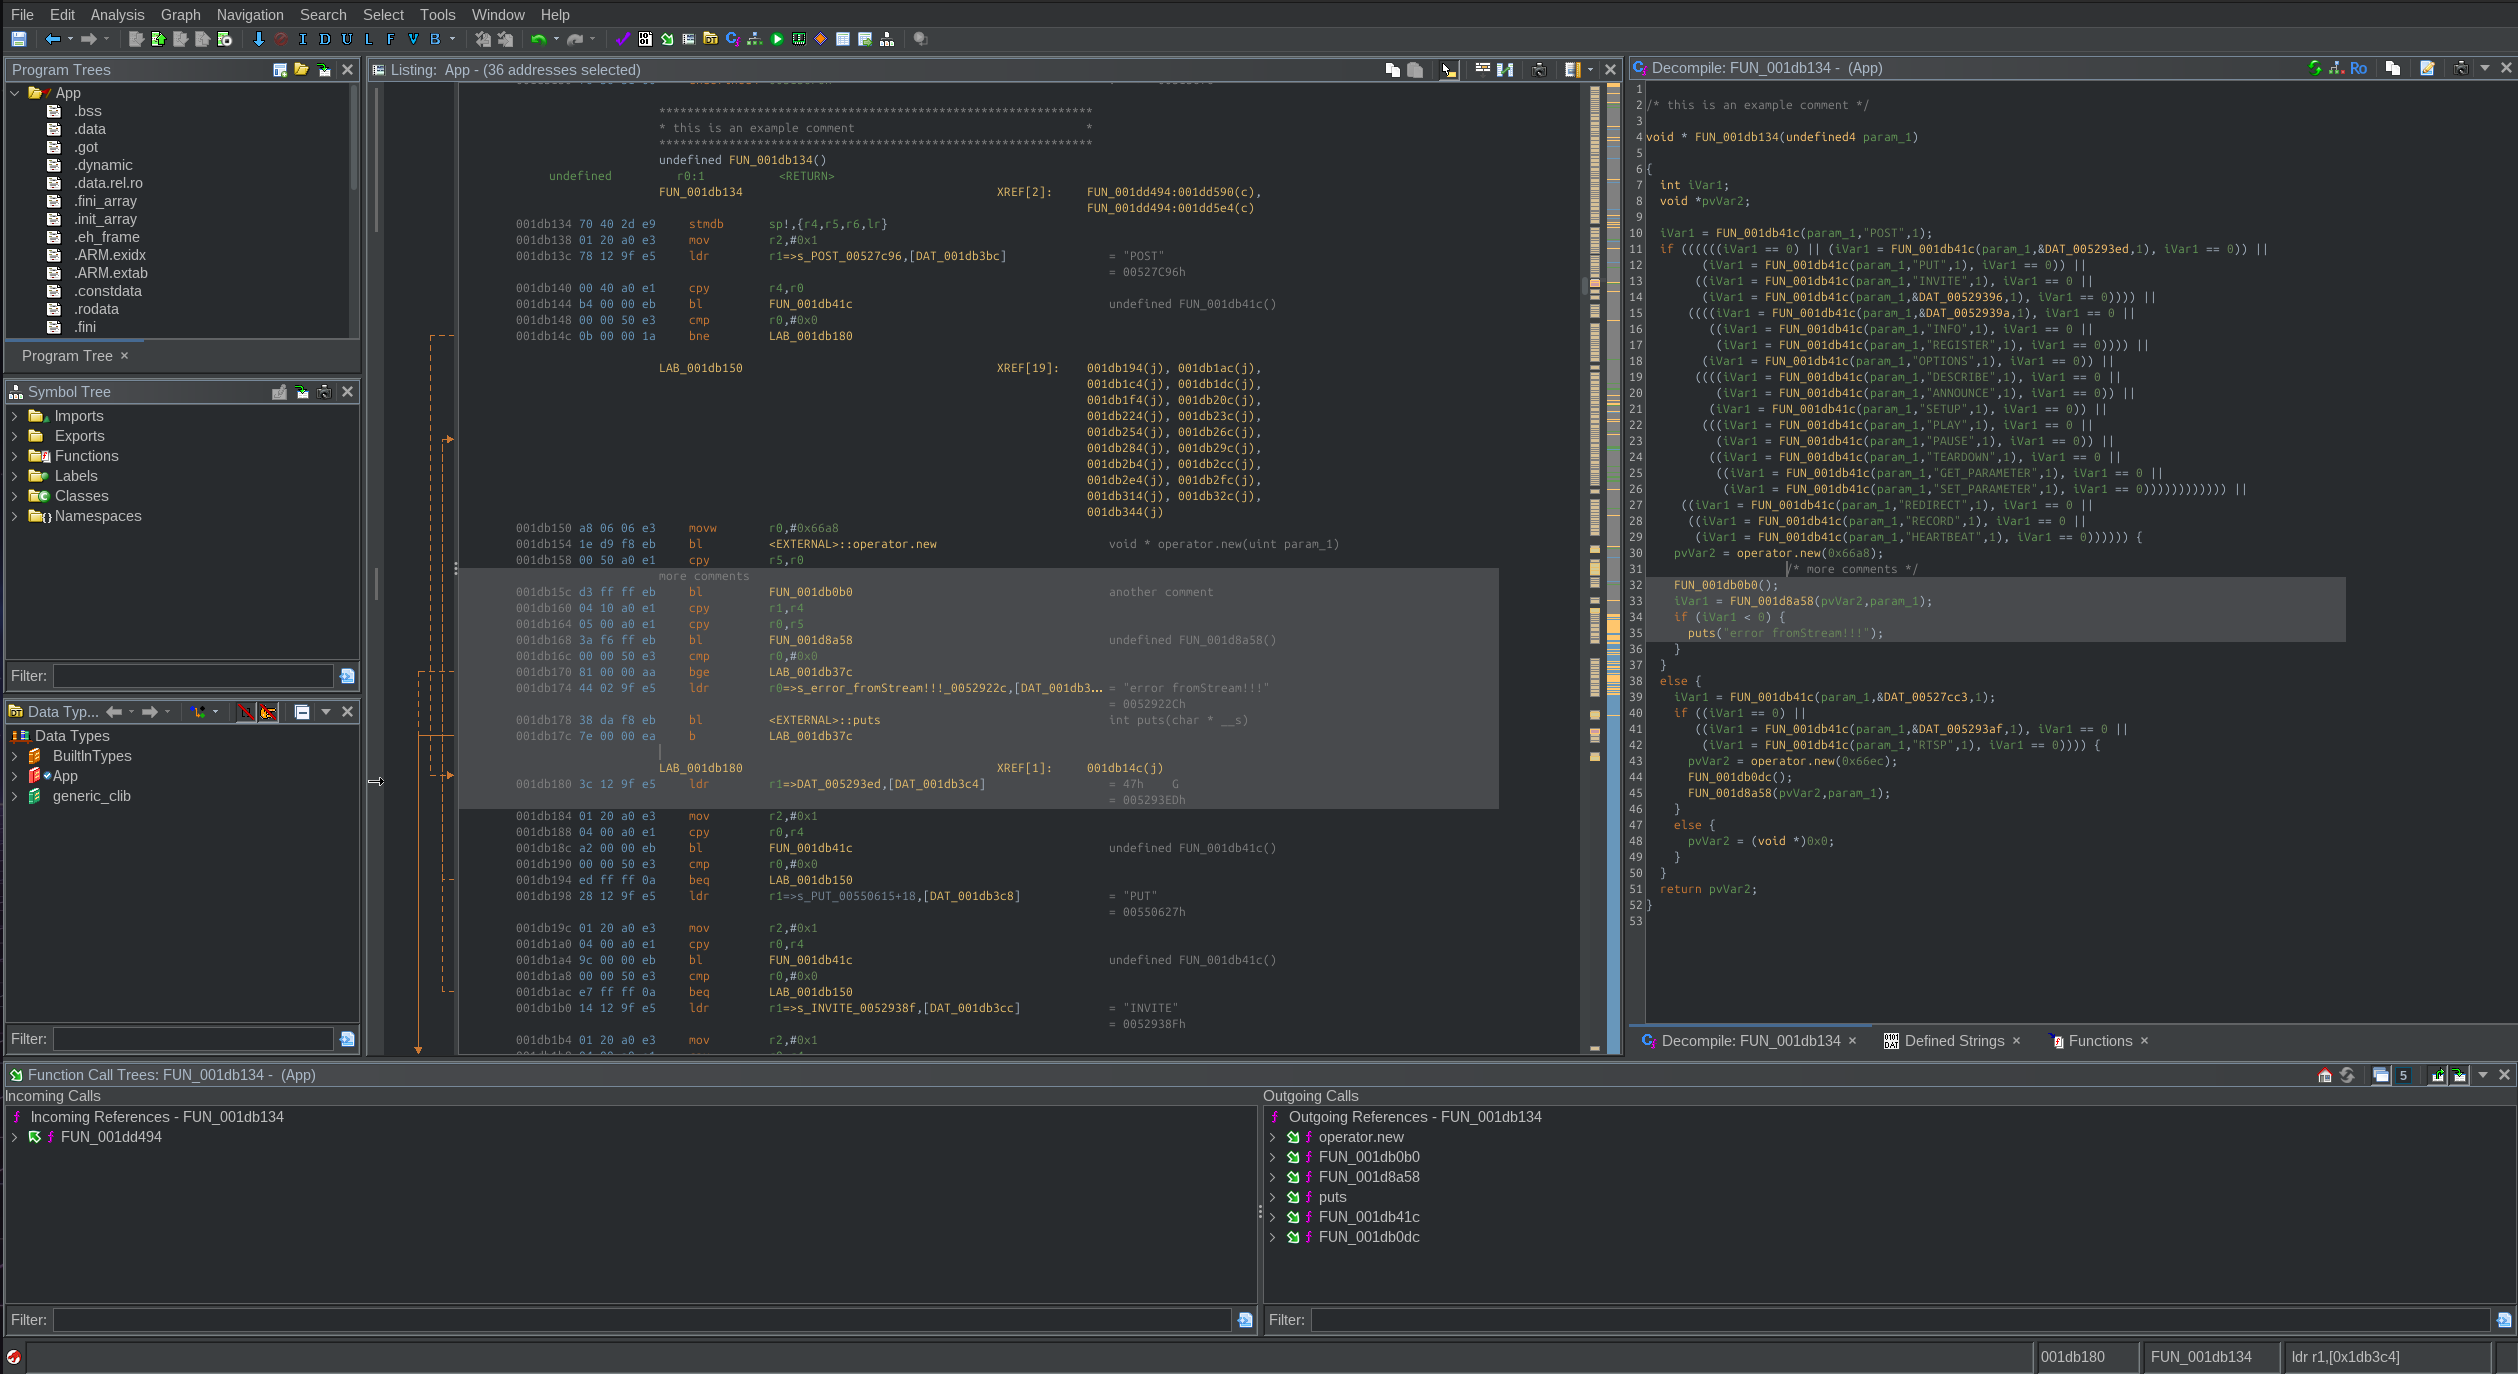 File Edit Analysis Graph Navigation Search Select Tools Window Help
I D U L F V B
Program Trees
App
.bss
.data
.got
.dynamic
.data.rel.ro
.fini_array
.init_array
.eh_frame
.ARM.exidx
.ARM.extab
.constdata
.rodata
.fini
Program Tree ×
Symbol Tree
Imports
Exports
Functions
Labels
Classes
Namespaces
Filter:
Data Typ...
Data Types
BuiltInTypes
App
generic_clib
Filter:
Listing: App - (36 addresses selected)
**************************************************************
* this is an example comment *
**************************************************************
undefined FUN_001db134()
undefined r0:1 <RETURN>
FUN_001db134 XREF[2]: FUN_001dd494:001dd590(c),
FUN_001dd494:001dd5e4(c)
001db134 70 40 2d e9 stmdb sp!,{r4,r5,r6,lr}
001db138 01 20 a0 e3 mov r2,#0x1
001db13c 78 12 9f e5 ldr r1=>s_POST_00527c96,[DAT_001db3bc] = "POST"
= 00527C96h
001db140 00 40 a0 e1 cpy r4,r0
001db144 b4 00 00 eb bl FUN_001db41c undefined FUN_001db41c()
001db148 00 00 50 e3 cmp r0,#0x0
001db14c 0b 00 00 1a bne LAB_001db180
LAB_001db150 XREF[19]: 001db194(j), 001db1ac(j),
001db1c4(j), 001db1dc(j),
001db1f4(j), 001db20c(j),
001db224(j), 001db23c(j),
001db254(j), 001db26c(j),
001db284(j), 001db29c(j),
001db2b4(j), 001db2cc(j),
001db2e4(j), 001db2fc(j),
001db314(j), 001db32c(j),
001db344(j)
001db150 a8 06 06 e3 movw r0,#0x66a8
001db154 1e d9 f8 eb bl <EXTERNAL>::operator.new void * operator.new(uint param_1)
001db158 00 50 a0 e1 cpy r5,r0
more comments
001db15c d3 ff ff eb bl FUN_001db0b0 another comment
001db160 04 10 a0 e1 cpy r1,r4
001db164 05 00 a0 e1 cpy r0,r5
001db168 3a f6 ff eb bl FUN_001d8a58 undefined FUN_001d8a58()
001db16c 00 00 50 e3 cmp r0,#0x0
001db170 81 00 00 aa bge LAB_001db37c
001db174 44 02 9f e5 ldr r0=>s_error_fromStream!!!_0052922c,[DAT_001db3... = "error fromStream!!!"
= 0052922Ch
001db178 38 da f8 eb bl <EXTERNAL>::puts int puts(char * __s)
001db17c 7e 00 00 ea b LAB_001db37c
LAB_001db180 XREF[1]: 001db14c(j)
001db180 3c 12 9f e5 ldr r1=>DAT_005293ed,[DAT_001db3c4] = 47h G
= 005293EDh
001db184 01 20 a0 e3 mov r2,#0x1
001db188 04 00 a0 e1 cpy r0,r4
001db18c a2 00 00 eb bl FUN_001db41c undefined FUN_001db41c()
001db190 00 00 50 e3 cmp r0,#0x0
001db194 ed ff ff 0a beq LAB_001db150
001db198 28 12 9f e5 ldr r1=>s_PUT_00550615+18,[DAT_001db3c8] = "PUT"
= 00550627h
001db19c 01 20 a0 e3 mov r2,#0x1
001db1a0 04 00 a0 e1 cpy r0,r4
001db1a4 9c 00 00 eb bl FUN_001db41c undefined FUN_001db41c()
001db1a8 00 00 50 e3 cmp r0,#0x0
001db1ac e7 ff ff 0a beq LAB_001db150
001db1b0 14 12 9f e5 ldr r1=>s_INVITE_0052938f,[DAT_001db3cc] = "INVITE"
= 0052938Fh
001db1b4 01 20 a0 e3 mov r2,#0x1
Decompile: FUN_001db134 - (App)
Ro
1
2 /* this is an example comment */
3
4 void * FUN_001db134(undefined4 param_1)
5
6 {
7 int iVar1;
8 void *pvVar2;
9
10 iVar1 = FUN_001db41c(param_1,"POST",1);
11 if ((((((iVar1 == 0) || (iVar1 = FUN_001db41c(param_1,&DAT_005293ed,1), iVar1 == 0)) ||
12 (iVar1 = FUN_001db41c(param_1,"PUT",1), iVar1 == 0)) ||
13 ((iVar1 = FUN_001db41c(param_1,"INVITE",1), iVar1 == 0 ||
14 (iVar1 = FUN_001db41c(param_1,&DAT_00529396,1), iVar1 == 0)))) ||
15 ((((iVar1 = FUN_001db41c(param_1,&DAT_0052939a,1), iVar1 == 0 ||
16 ((iVar1 = FUN_001db41c(param_1,"INFO",1), iVar1 == 0 ||
17 (iVar1 = FUN_001db41c(param_1,"REGISTER",1), iVar1 == 0)))) ||
18 (iVar1 = FUN_001db41c(param_1,"OPTIONS",1), iVar1 == 0)) ||
19 ((((iVar1 = FUN_001db41c(param_1,"DESCRIBE",1), iVar1 == 0 ||
20 (iVar1 = FUN_001db41c(param_1,"ANNOUNCE",1), iVar1 == 0)) ||
21 (iVar1 = FUN_001db41c(param_1,"SETUP",1), iVar1 == 0)) ||
22 (((iVar1 = FUN_001db41c(param_1,"PLAY",1), iVar1 == 0 ||
23 (iVar1 = FUN_001db41c(param_1,"PAUSE",1), iVar1 == 0)) ||
24 ((iVar1 = FUN_001db41c(param_1,"TEARDOWN",1), iVar1 == 0 ||
25 ((iVar1 = FUN_001db41c(param_1,"GET_PARAMETER",1), iVar1 == 0 ||
26 (iVar1 = FUN_001db41c(param_1,"SET_PARAMETER",1), iVar1 == 0)))))))))))) ||
27 ((iVar1 = FUN_001db41c(param_1,"REDIRECT",1), iVar1 == 0 ||
28 ((iVar1 = FUN_001db41c(param_1,"RECORD",1), iVar1 == 0 ||
29 (iVar1 = FUN_001db41c(param_1,"HEARTBEAT",1), iVar1 == 0)))))) {
30 pvVar2 = operator.new(0x66a8);
31 /* more comments */
32 FUN_001db0b0();
33 iVar1 = FUN_001d8a58(pvVar2,param_1);
34 if (iVar1 < 0) {
35 puts("error fromStream!!!");
36 }
37 }
38 else {
39 iVar1 = FUN_001db41c(param_1,&DAT_00527cc3,1);
40 if ((iVar1 == 0) ||
41 ((iVar1 = FUN_001db41c(param_1,&DAT_005293af,1), iVar1 == 0 ||
42 (iVar1 = FUN_001db41c(param_1,"RTSP",1), iVar1 == 0)))) {
43 pvVar2 = operator.new(0x66ec);
44 FUN_001db0dc();
45 FUN_001d8a58(pvVar2,param_1);
46 }
47 else {
48 pvVar2 = (void *)0x0;
49 }
50 }
51 return pvVar2;
52 }
53
Decompile: FUN_001db134 × Defined Strings × Functions ×
Function Call Trees: FUN_001db134 - (App)
5
Incoming Calls
Incoming References - FUN_001db134
FUN_001dd494
Filter:
Outgoing Calls
Outgoing References - FUN_001db134
operator.new
FUN_001db0b0
FUN_001d8a58
puts
FUN_001db41c
FUN_001db0dc
Filter:
001db180 FUN_001db134 ldr r1,[0x1db3c4]